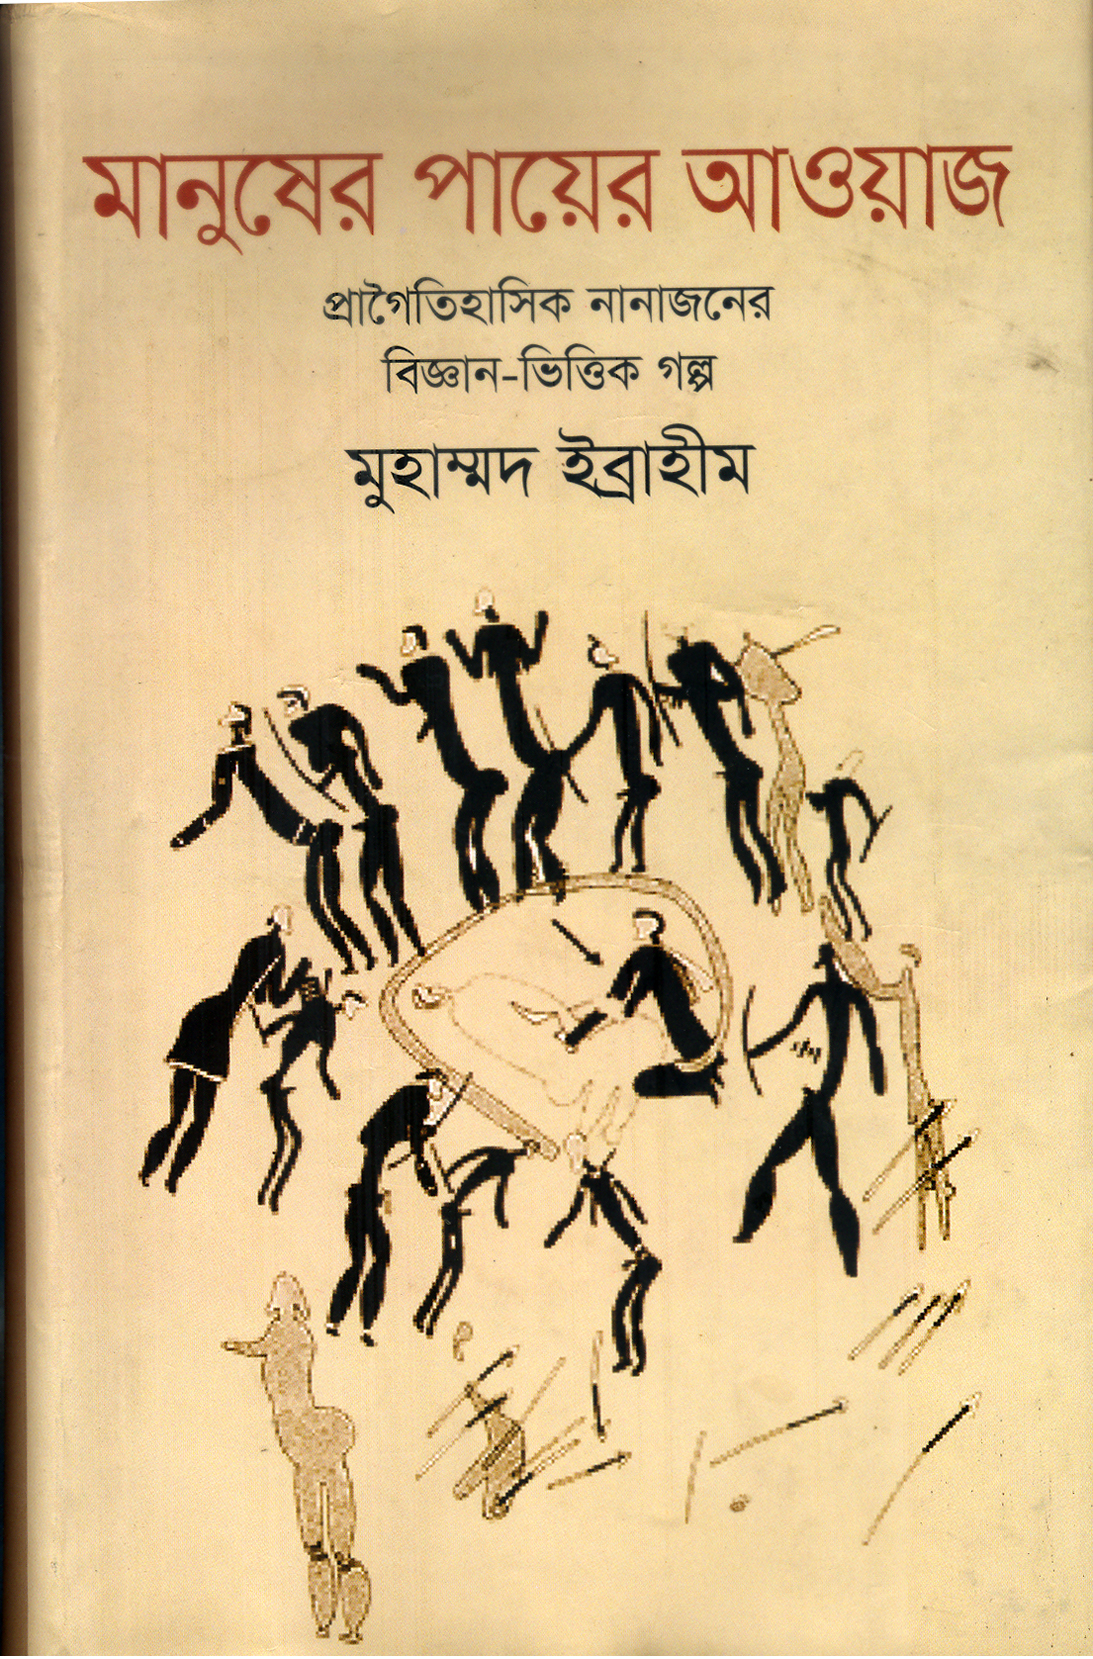 মানুষের পায়ের আওয়াজ
প্রাগৈতিহাসিক নানাজনের
বিজ্ঞান-ভিত্তিক গল্প
মুহাম্মদ ইব্রাহীম